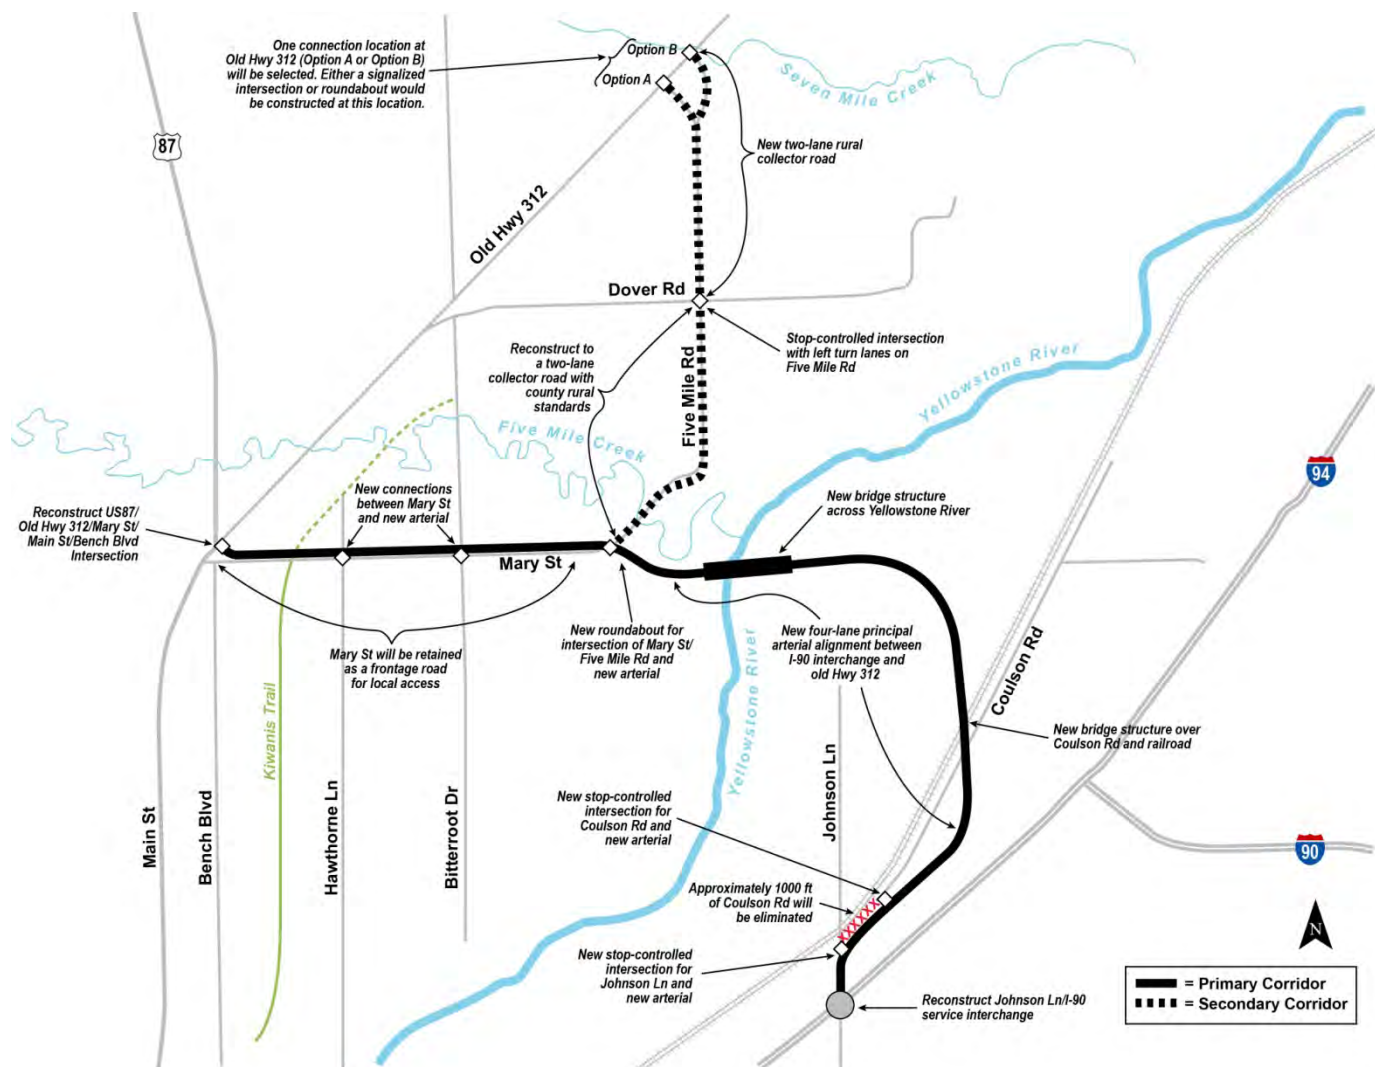 One connection location at
Old Hwy 312 (Option A or Option B)
will be selected. Either a signalized
intersection or roundabout would
be constructed at this location.
Option B
Option A
Seven Mile Creek
87
New two-lane rural
collector road
Old Hwy 312
Dover Rd
Stop-controlled intersection
with left turn lanes on
Five Mile Rd
Reconstruct to
a two-lane
collector road with
county rural
standards
Five Mile Rd
Yellowstone River
Five Mile Creek
94
Reconstruct US87/
Old Hwy 312/Mary St/
Main St/Bench Blvd
Intersection
New connections
between Mary St
and new arterial
New bridge structure
across Yellowstone River
Mary St
Mary St will be retained
as a frontage road
for local access
New roundabout for
intersection of Mary St/
Five Mile Rd and
new arterial
New four-lane principal
arterial alignment between
I-90 interchange and
old Hwy 312
Yellowstone River
Coulson Rd
Kiwanis Trail
New bridge structure over
Coulson Rd and railroad
Main St
Bench Blvd
Hawthorne Ln
Bitterroot Dr
Johnson Ln
New stop-controlled
intersection for
Coulson Rd and
new arterial
90
Approximately 1000 ft
of Coulson Rd will
be eliminated
XXXXXX
New stop-controlled
intersection for
Johnson Ln and
new arterial
Reconstruct Johnson Ln/I-90
service interchange
N
= Primary Corridor
= Secondary Corridor